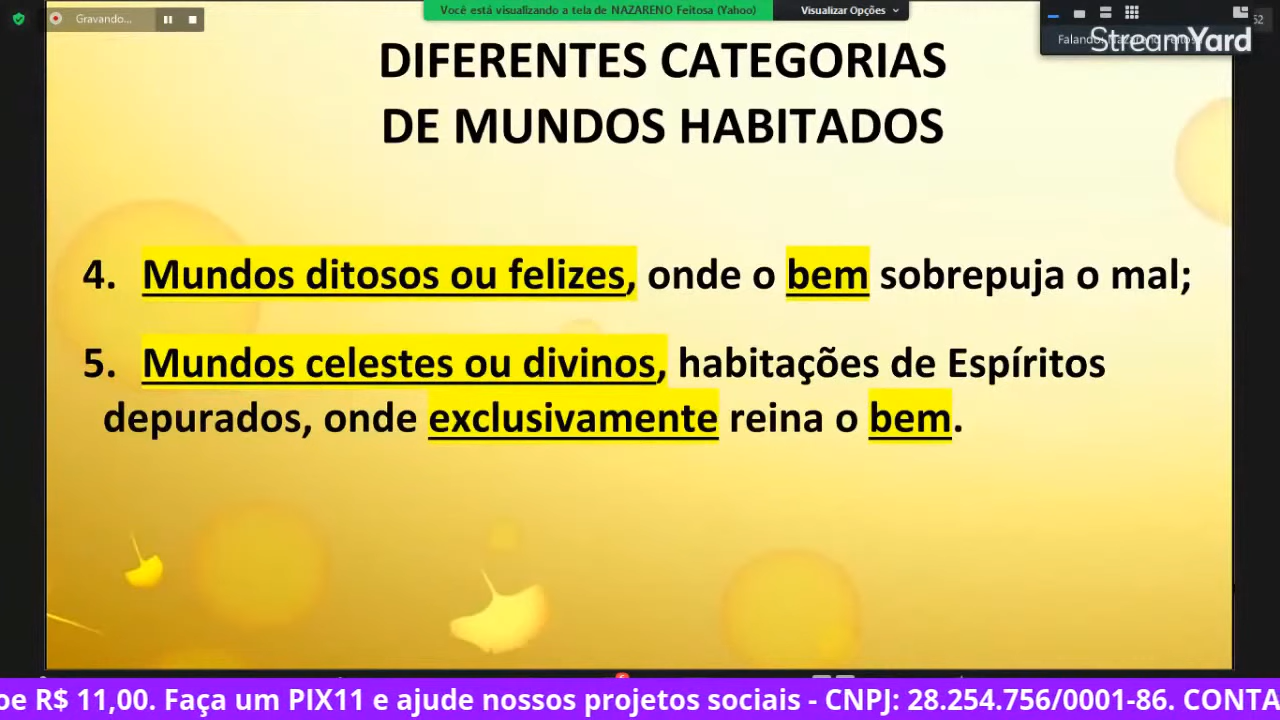 Gravando...
Você está visualizando a tela de NAZARENO Feitosa (Yahoo)
Visualizar Opções
52
StreamYard
DIFERENTES CATEGORIAS
DE MUNDOS HABITADOS
4. Mundos ditosos ou felizes, onde o bem sobrepuja o mal;
5. Mundos celestes ou divinos, habitações de Espíritos
depurados, onde exclusivamente reina o bem.
oe R$ 11,00. Faça um PIX11 e ajude nossos projetos sociais - CNPJ: 28.254.756/0001-86. CONTA